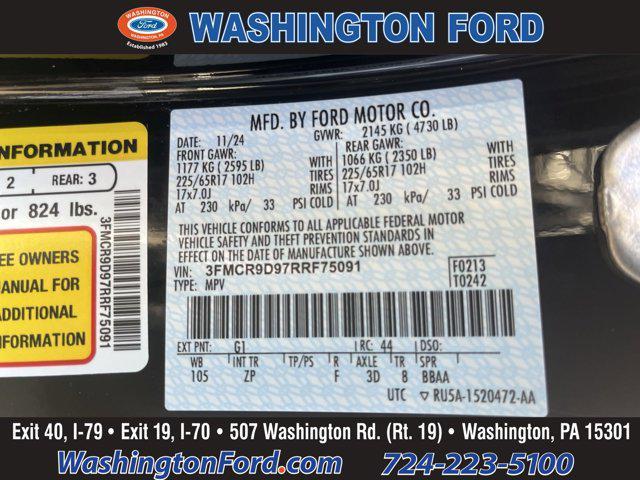 Ford
WASHINGTON, PA
Established 1983
WASHINGTON FORD
NFORMATION
2 REAR: 3
or 824 lbs.
EE OWNERS
ANUAL FOR
ADDITIONAL
INFORMATION
3FMCR9D97RRF75091
MFD. BY FORD MOTOR CO.
DATE: 11/24 GVWR: 2145 KG ( 4730 LB)
FRONT GAWR: REAR GAWR:
1177 KG ( 2595 LB) WITH 1066 KG ( 2350 LB) WITH
225/65R17 102H TIRES 225/65R17 102H TIRES
17x7.0J RIMS 17x7.0J RIMS
AT 230 kPa/ 33 PSI COLD AT 230 kPa/ 33 PSI COLD
THIS VEHICLE CONFORMS TO ALL APPLICABLE FEDERAL MOTOR
VEHICLE SAFETY AND THEFT PREVENTION STANDARDS IN
EFFECT ON THE DATE OF MANUFACTURE SHOWN ABOVE.
VIN: 3FMCR9D97RRF75091 F0213
TYPE: MPV T0242
EXT PNT: G1 RC: 44 DSO:
WB INT TR TP/PS R AXLE TR SPR
105 ZP F 3D 8 BBAA
UTC ▽RU5A-1520472-AA
Exit 40, I-79 • Exit 19, I-70 • 507 Washington Rd. (Rt. 19) • Washington, PA 15301
WashingtonFord.com 724-223-5100